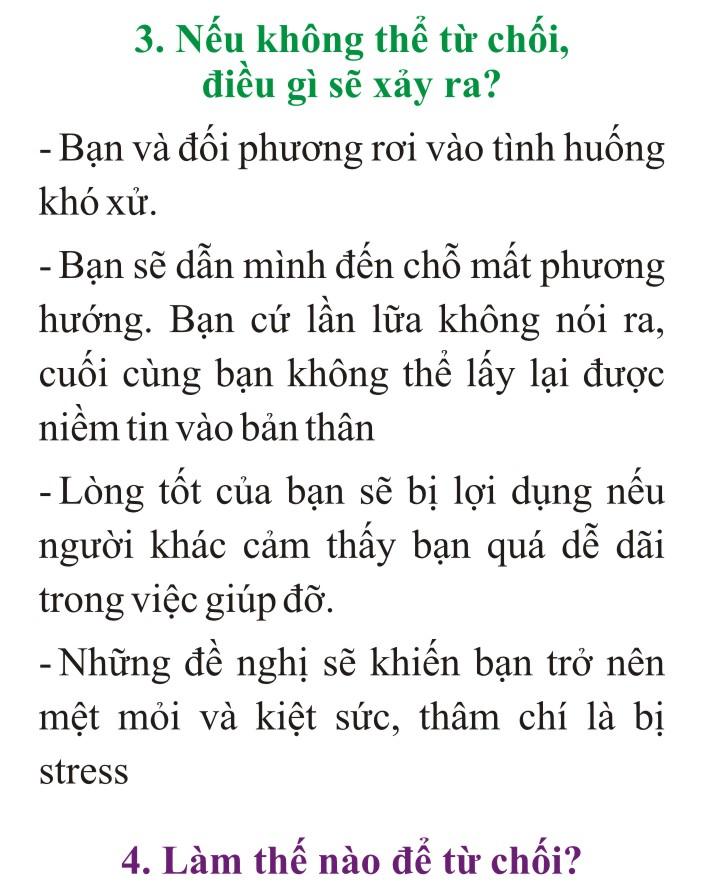 3. Nếu không thể từ chối,
điều gì sẽ xảy ra?
- Bạn và đối phương rơi vào tình huống
khó xử.
- Bạn sẽ dẫn mình đến chỗ mất phương
hướng. Bạn cứ lần lữa không nói ra,
cuối cùng bạn không thể lấy lại được
niềm tin vào bản thân
- Lòng tốt của bạn sẽ bị lợi dụng nếu
người khác cảm thấy bạn quá dễ dãi
trong việc giúp đỡ.
- Những đề nghị sẽ khiến bạn trở nên
mệt mỏi và kiệt sức, thâm chí là bị
stress
4. Làm thế nào để từ chối?